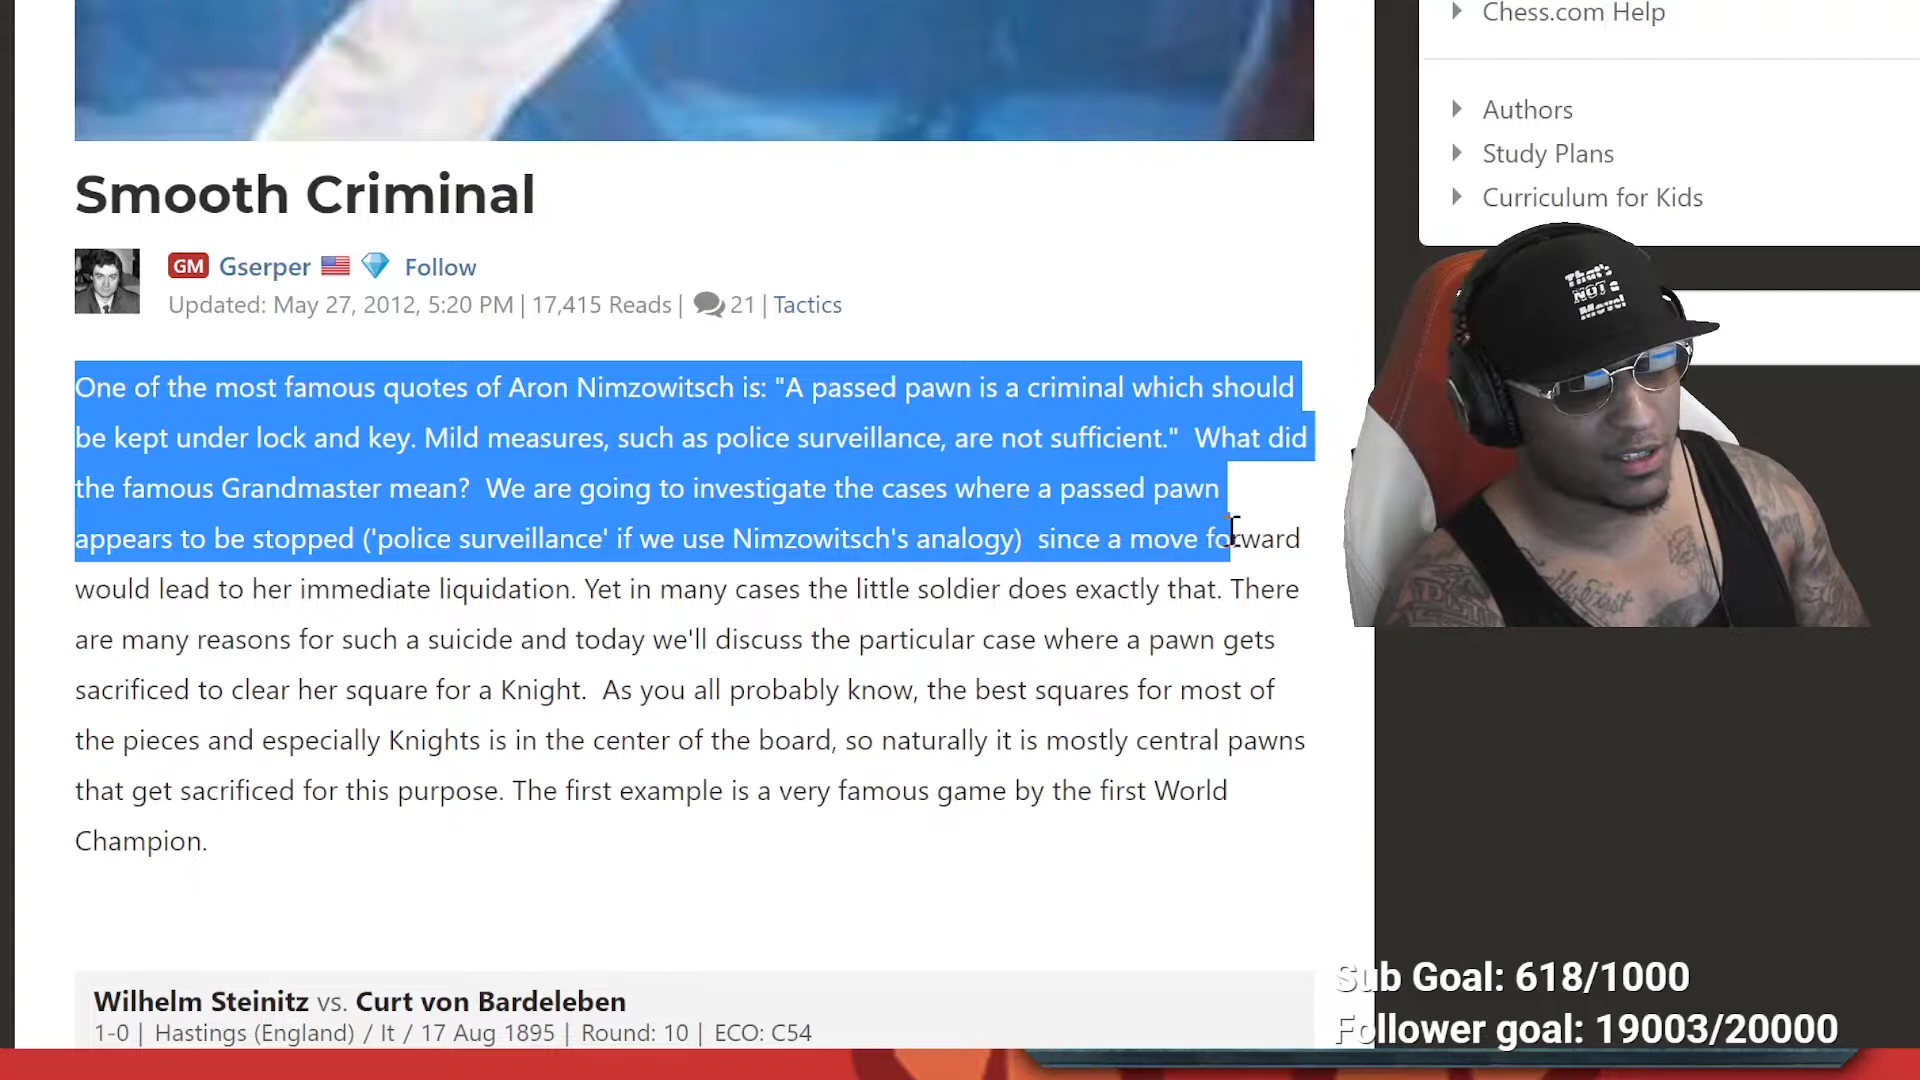 Chess.com Help
Authors
Study Plans
Curriculum for Kids
Smooth Criminal
GM Gserper Follow
Updated: May 27, 2012, 5:20 PM | 17,415 Reads | 21 | Tactics
One of the most famous quotes of Aron Nimzowitsch is: "A passed pawn is a criminal which should
be kept under lock and key. Mild measures, such as police surveillance, are not sufficient." What did
the famous Grandmaster mean? We are going to investigate the cases where a passed pawn
appears to be stopped ('police surveillance' if we use Nimzowitsch's analogy) since a move forward
would lead to her immediate liquidation. Yet in many cases the little soldier does exactly that. There
are many reasons for such a suicide and today we'll discuss the particular case where a pawn gets
sacrificed to clear her square for a Knight. As you all probably know, the best squares for most of
the pieces and especially Knights is in the center of the board, so naturally it is mostly central pawns
that get sacrificed for this purpose. The first example is a very famous game by the first World
Champion.
Wilhelm Steinitz vs. Curt von Bardeleben
1-0 | Hastings (England) / It / 17 Aug 1895 | Round: 10 | ECO: C54
That's
NOT a
Move!
Sub Goal: 618/1000
Follower goal: 19003/20000